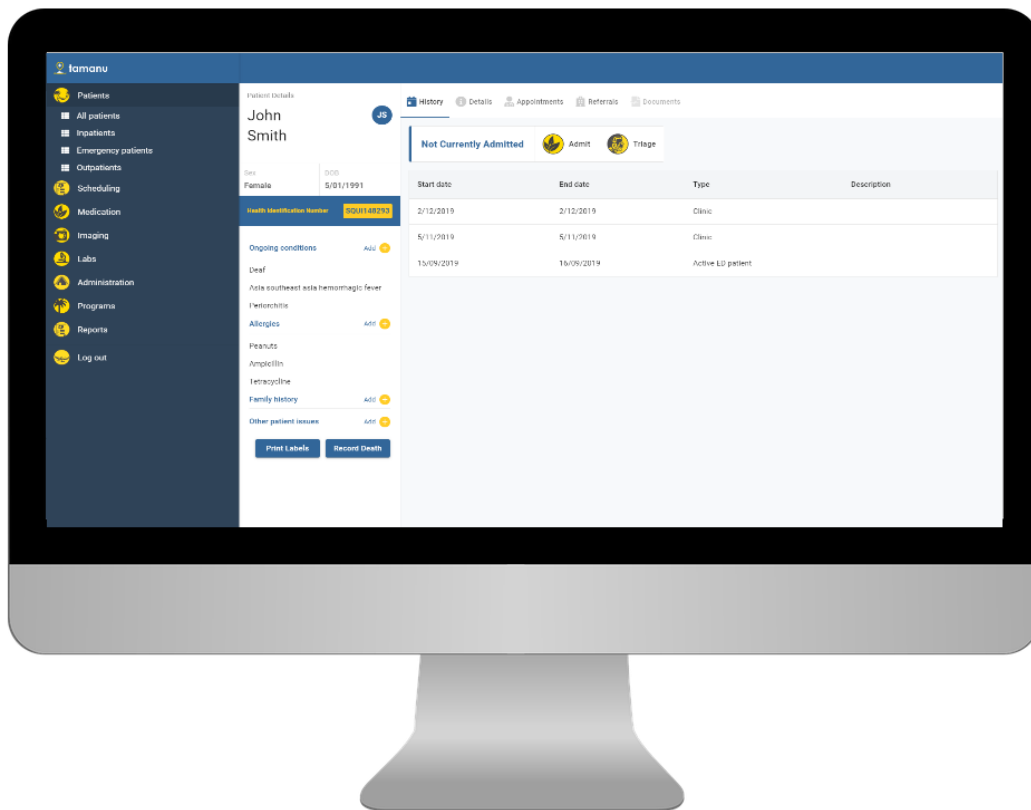 tamanu
Patients
All patients
Inpatients
Emergency patients
Outpatients
Scheduling
Medication
Imaging
Labs
Administration
Programs
Reports
Log out
Patient Details
John
Smith
JS
Sex
Female
DOB
5/01/1991
Health Identification Number
SQUI148293
Ongoing conditions
Add
Deaf
Asia southeast asia hemorrhagic fever
Periorchitis
Allergies
Add
Peanuts
Ampicillin
Tetracycline
Family history
Add
Other patient issues
Add
Print Labels
Record Death
History
Details
Appointments
Referrals
Documents
Not Currently Admitted
Admit
Triage
Start date End date Type Description
2/12/2019 2/12/2019 Clinic
5/11/2019 5/11/2019 Clinic
15/09/2019 16/09/2019 Active ED patient